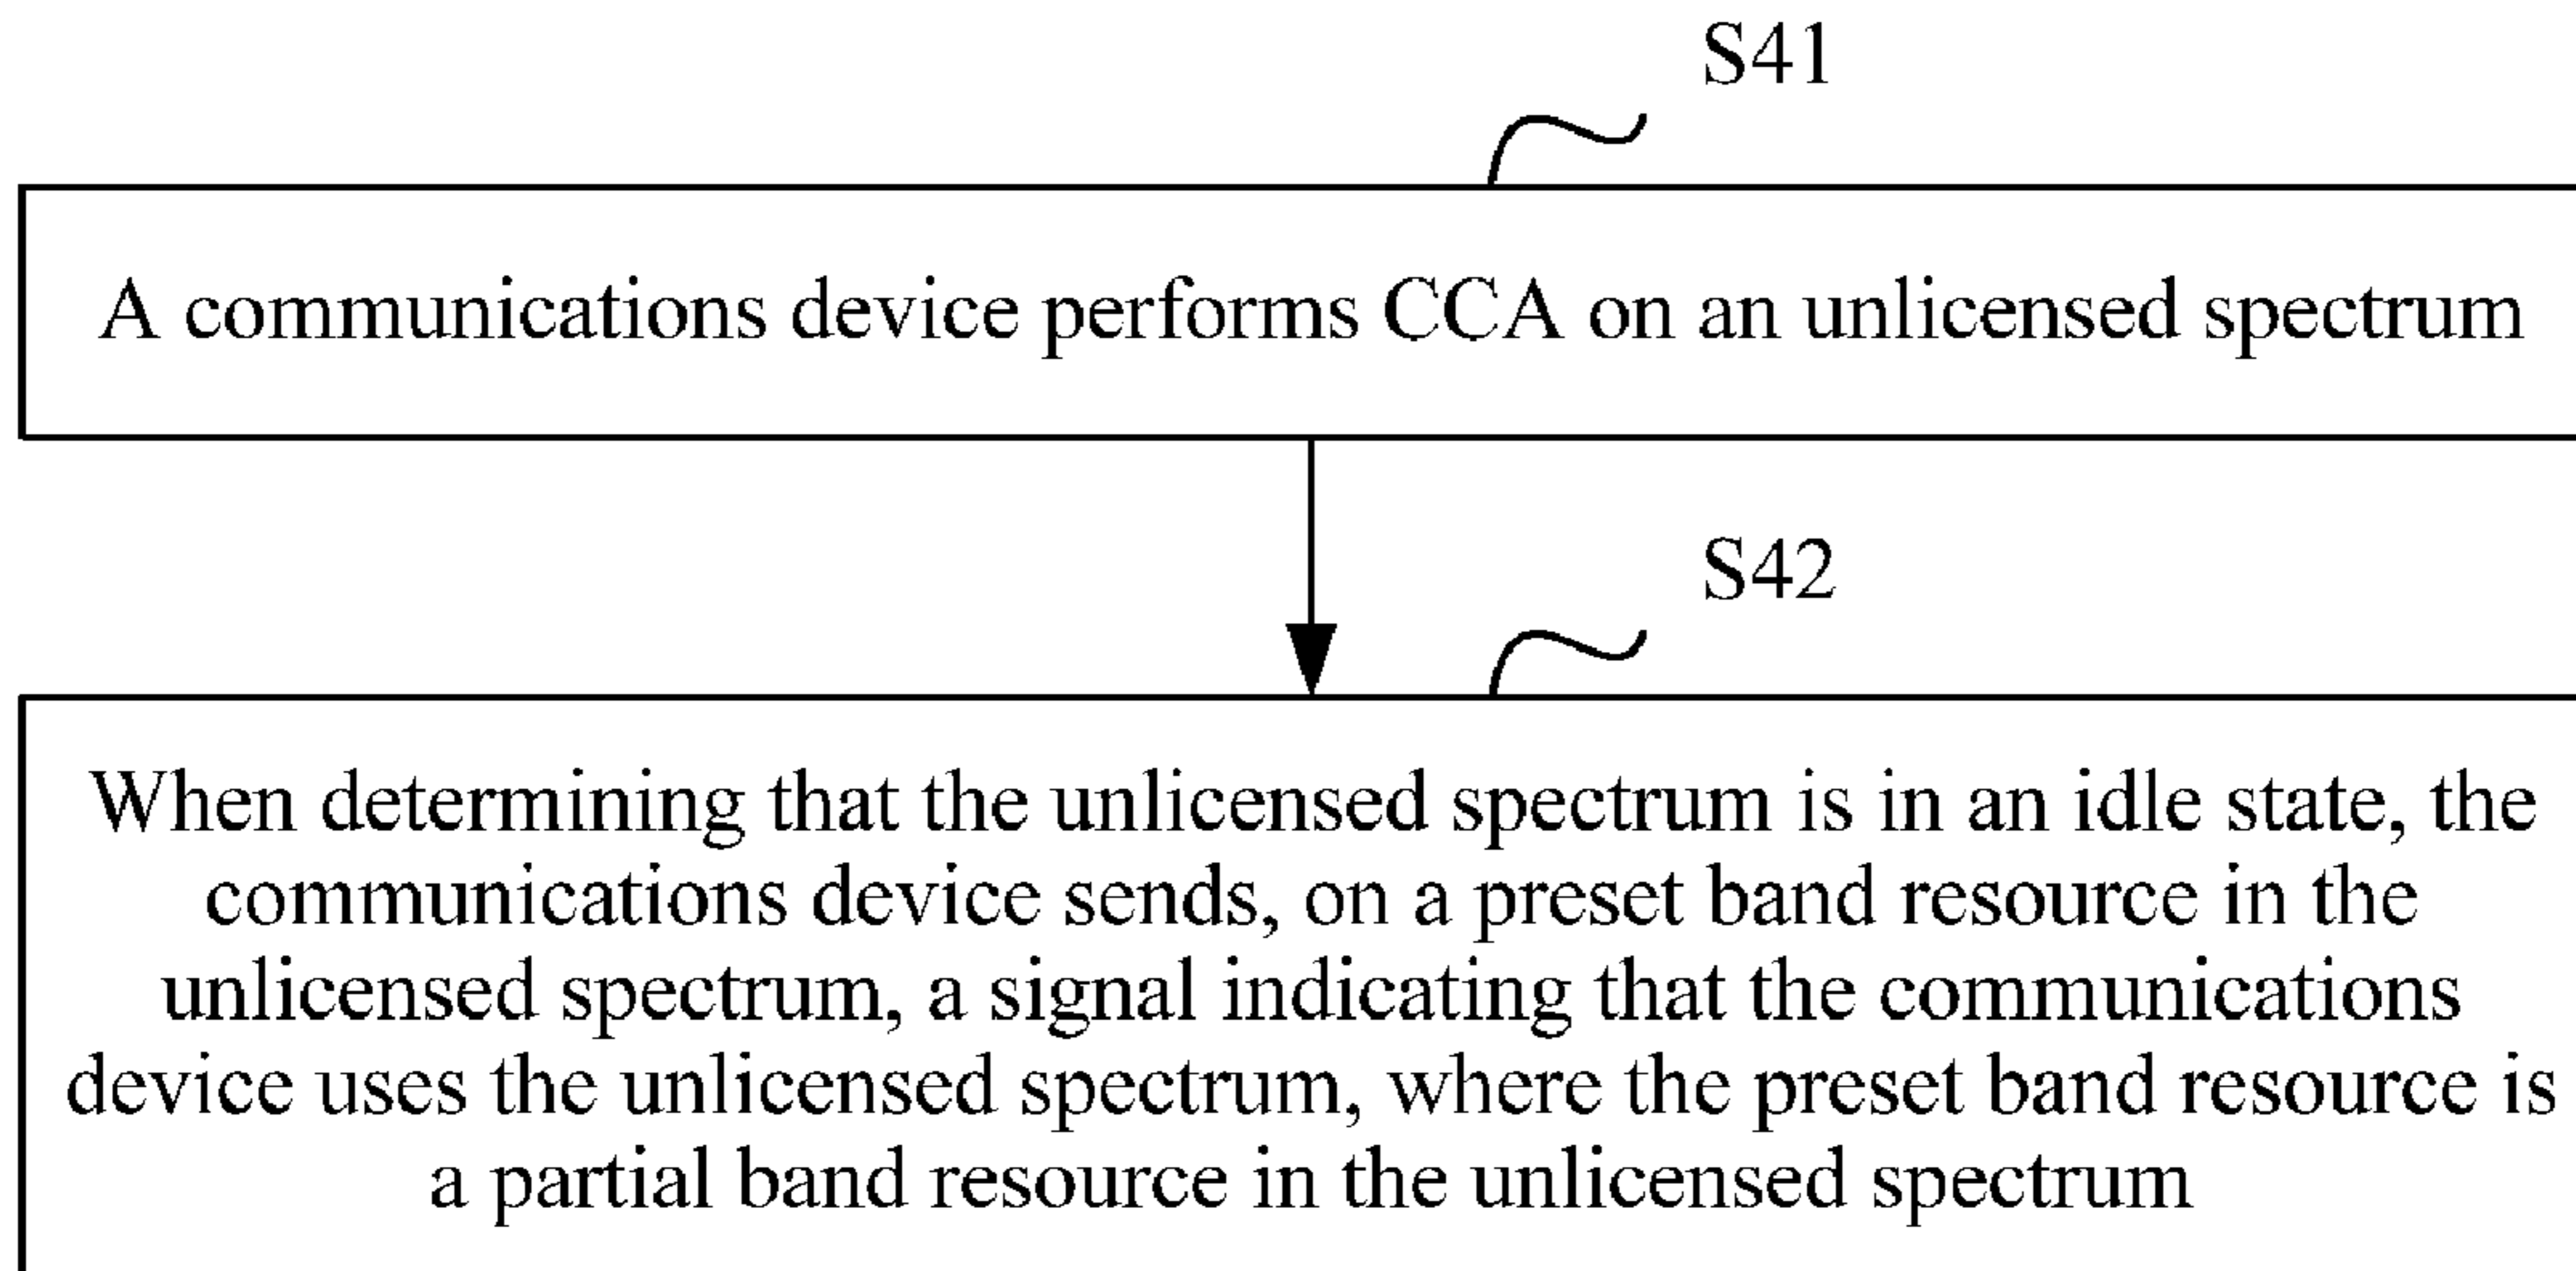 S41
A communications device performs CCA on an unlicensed spectrum
S42
When determining that the unlicensed spectrum is in an idle state, the
communications device sends, on a preset band resource in the
unlicensed spectrum, a signal indicating that the communications
device uses the unlicensed spectrum, where the preset band resource is
a partial band resource in the unlicensed spectrum